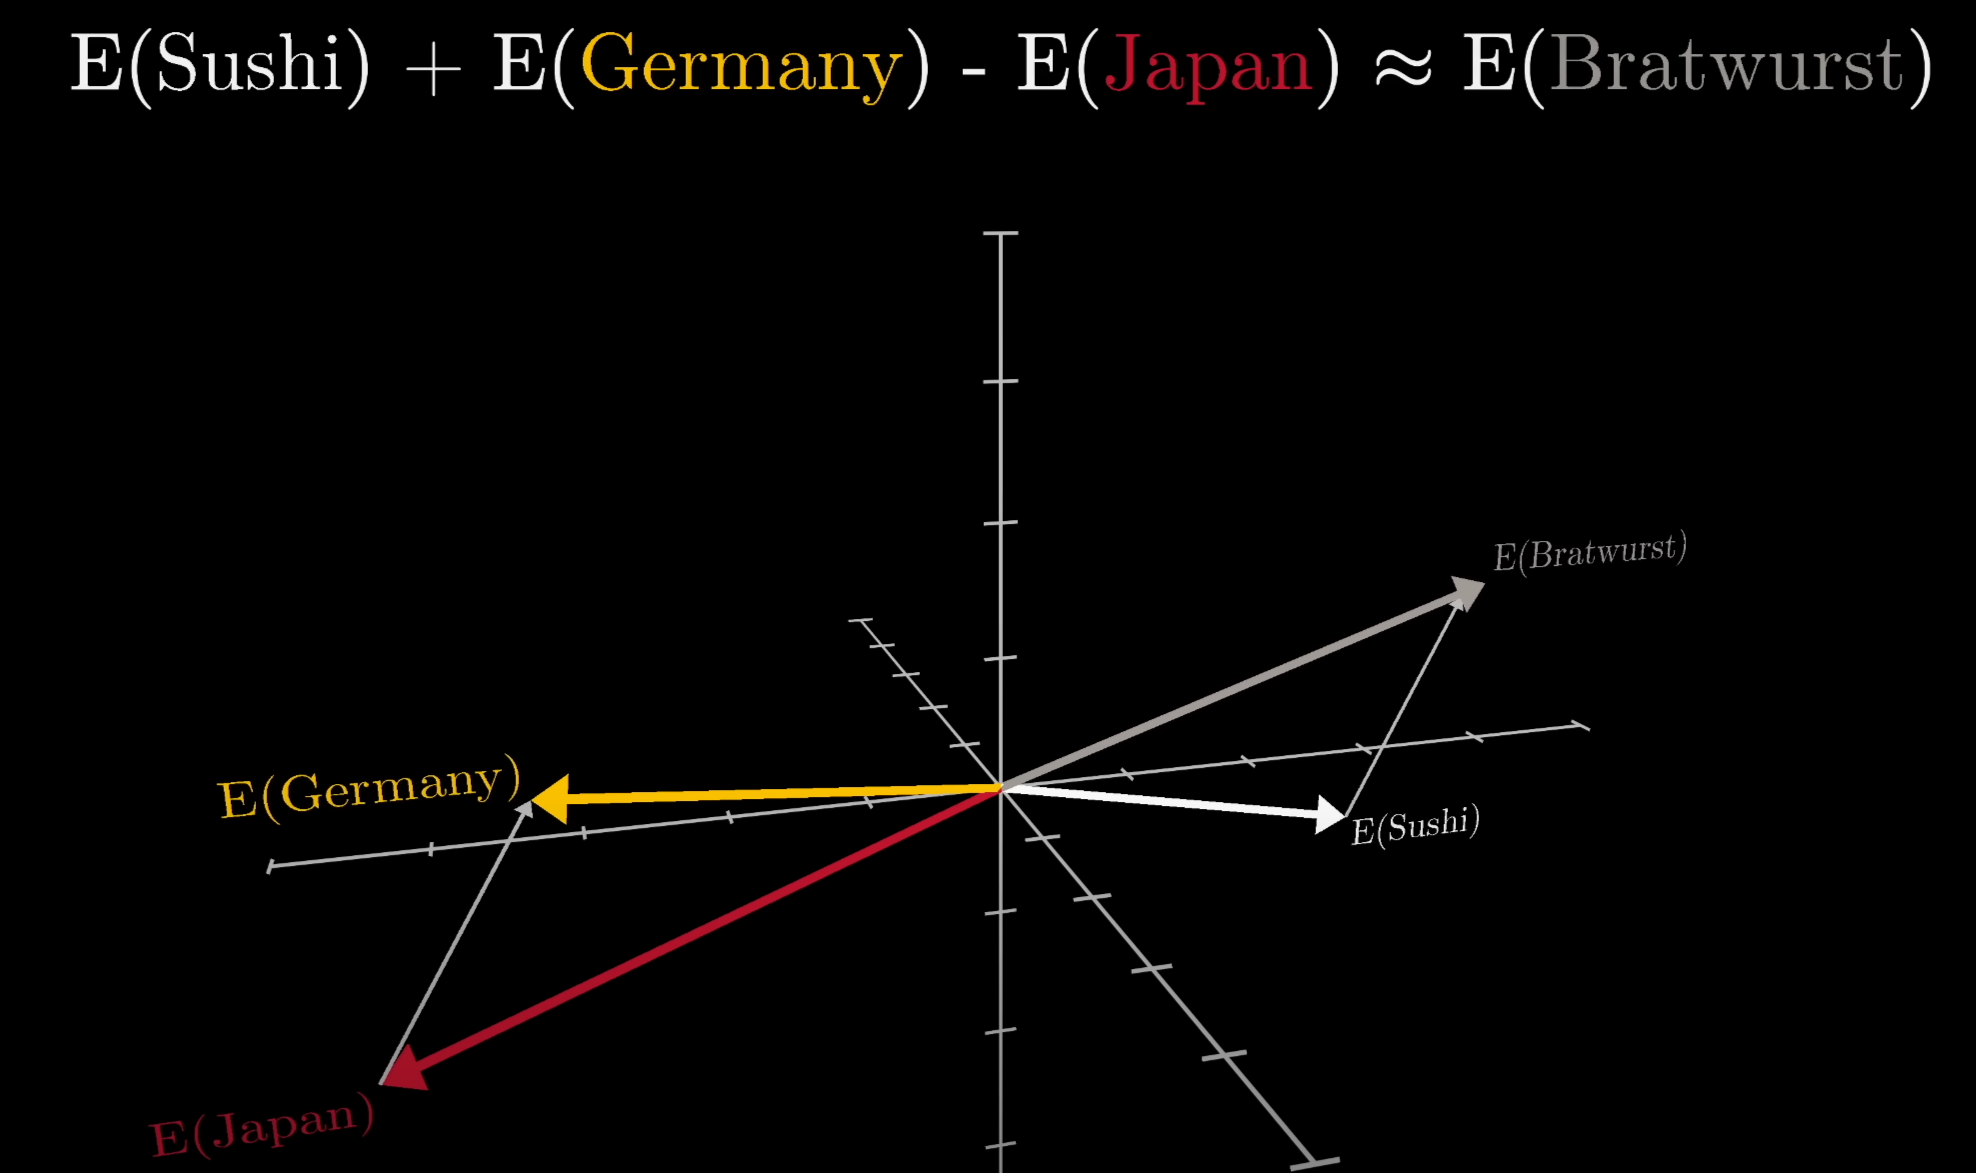 E(Sushi) + E(Germany) - E(Japan) ≈ E(Bratwurst)
E(Bratwurst)
E(Germany)
E(Sushi)
E(Japan)